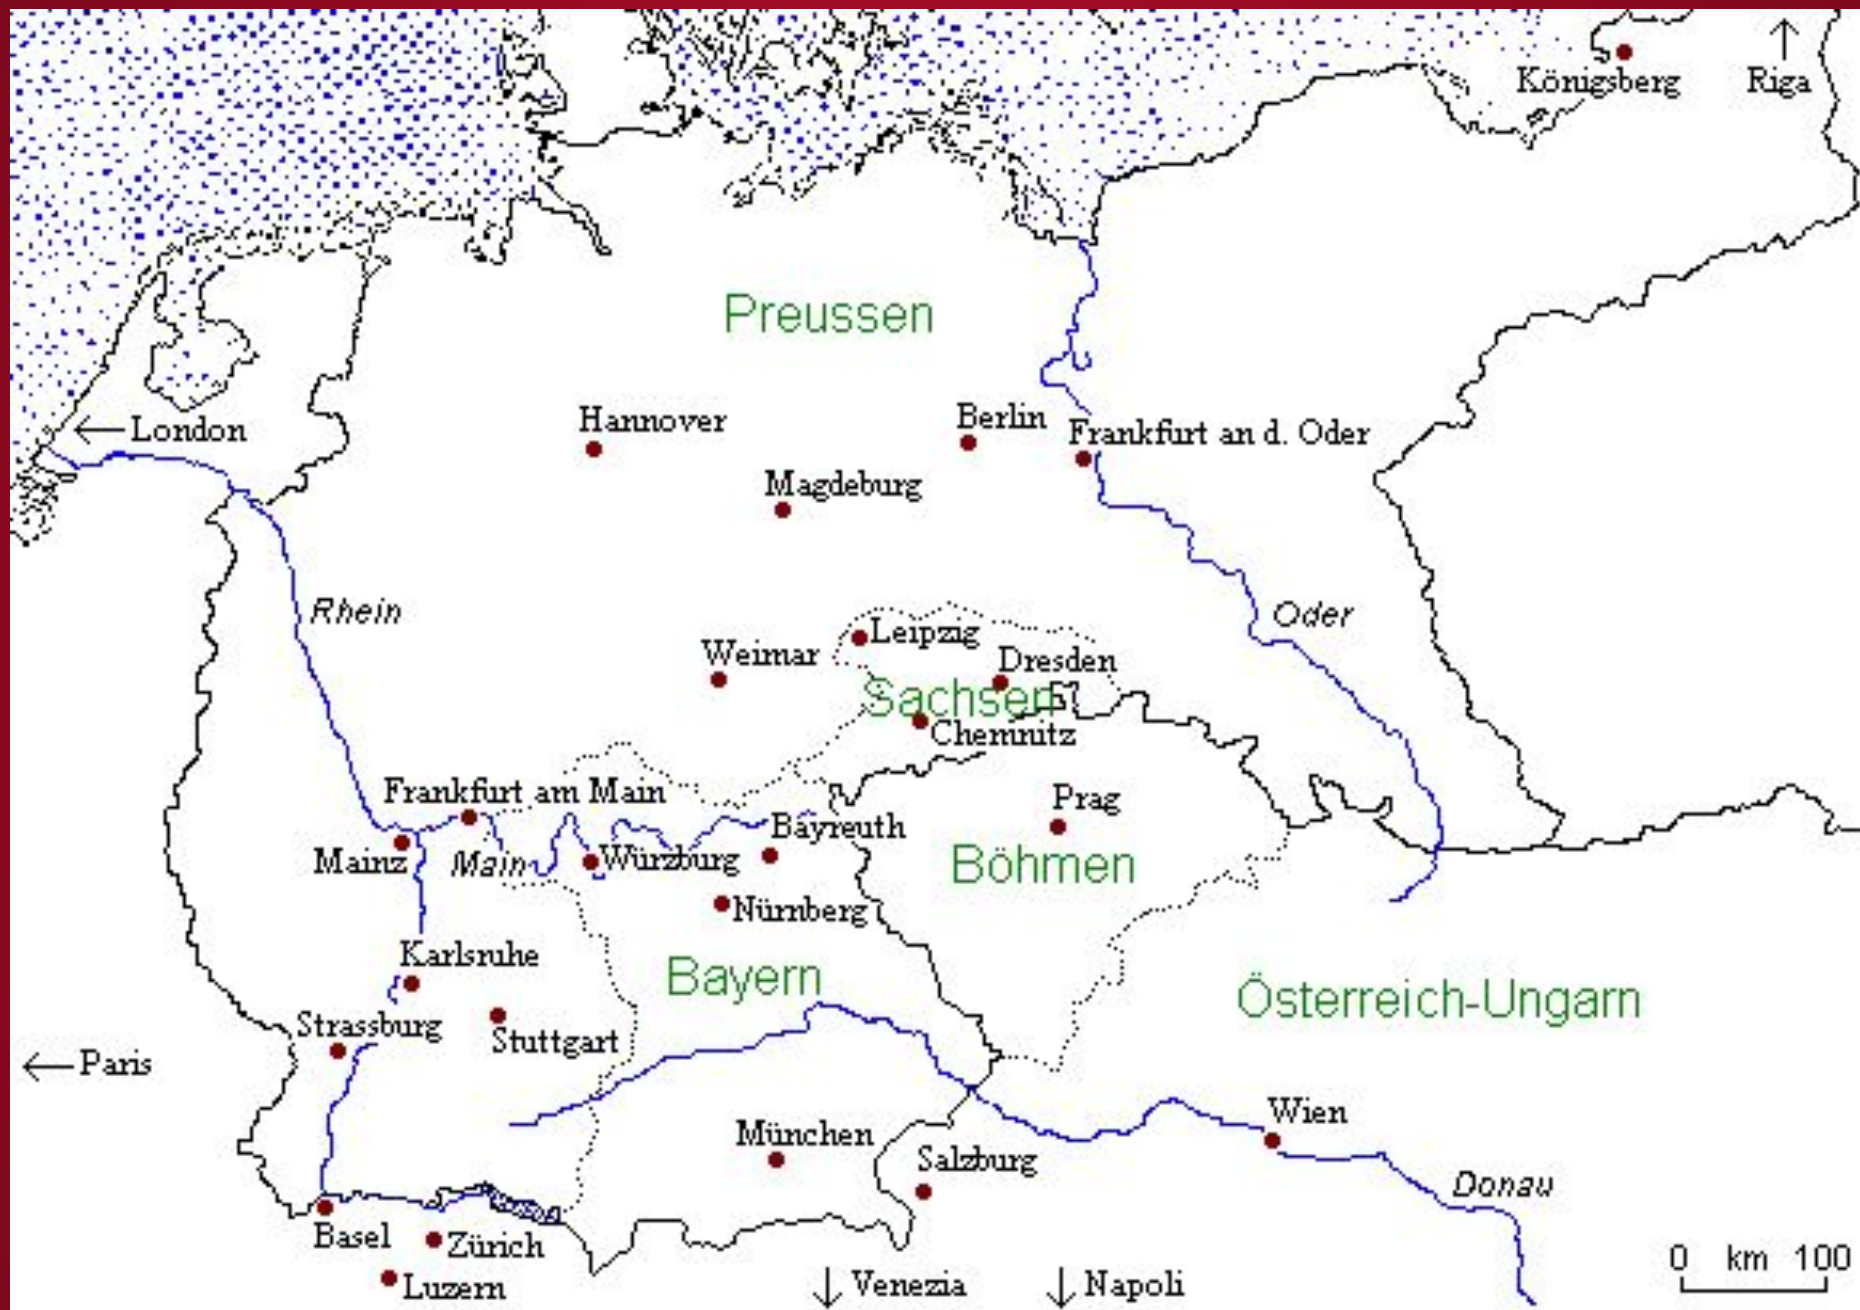 Königsberg
Riga
Preussen
Hannover
Berlin
Frankfurt an d. Oder
London
Magdeburg
Rhein
Oder
Leipzig
Weimar
Dresden
Sachsen
Chemnitz
Frankfurt am Main
Prag
Bayreuth
Mainz
Main
Würzburg
Böhmen
Nürnberg
Karlsruhe
Bayern
Österreich-Ungarn
Strassburg
Stuttgart
Paris
Wien
München
Salzburg
Donau
Basel
Zürich
0 km 100
Luzern
Venezia
Napoli